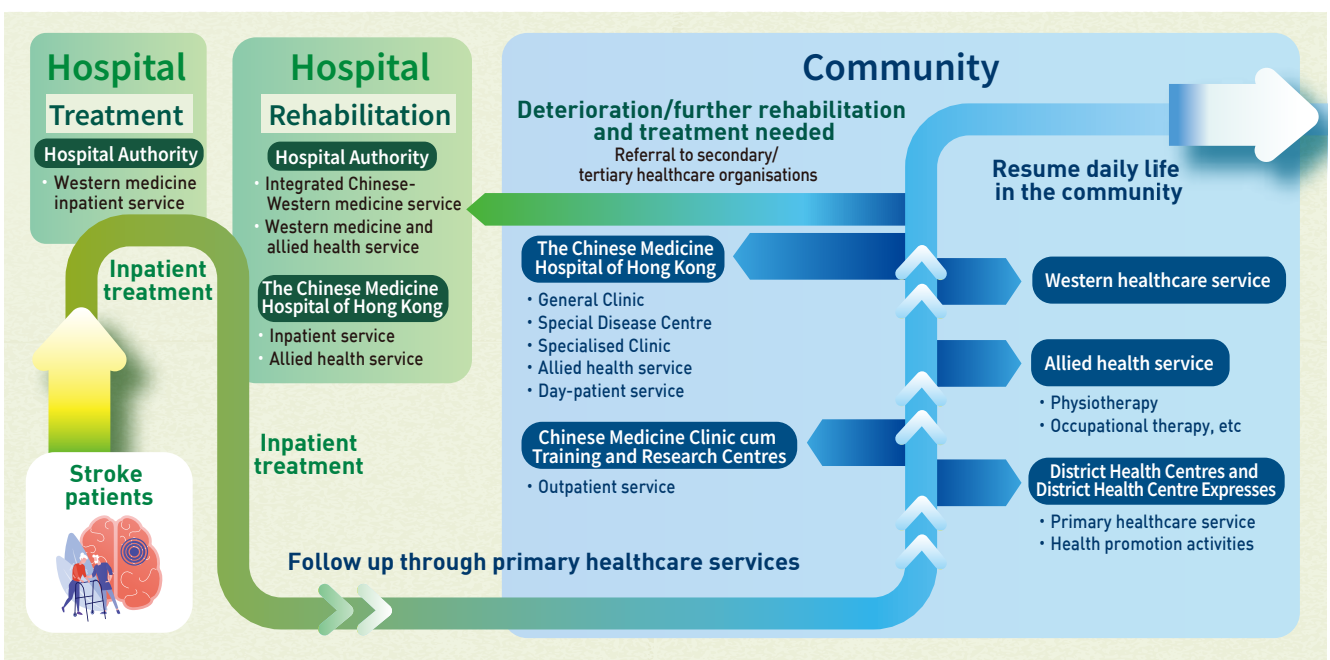 Hospital
Treatment
Hospital Authority
· Western medicine
inpatient service
Inpatient
treatment
Stroke
patients
Hospital
Rehabilitation
Hospital Authority
· Integrated Chinese-
Western medicine service
· Western medicine and
allied health service
The Chinese Medicine
Hospital of Hong Kong
· Inpatient service
· Allied health service
Inpatient
treatment
Follow up through primary healthcare services
Community
Deterioration/further rehabilitation
and treatment needed
Referral to secondary/
tertiary healthcare organisations
The Chinese Medicine
Hospital of Hong Kong
· General Clinic
· Special Disease Centre
· Specialised Clinic
· Allied health service
· Day-patient service
Chinese Medicine Clinic cum
Training and Research Centres
· Outpatient service
Resume daily life
in the community
Western healthcare service
Allied health service
· Physiotherapy
· Occupational therapy, etc
District Health Centres and
District Health Centre Expresses
· Primary healthcare service
· Health promotion activities